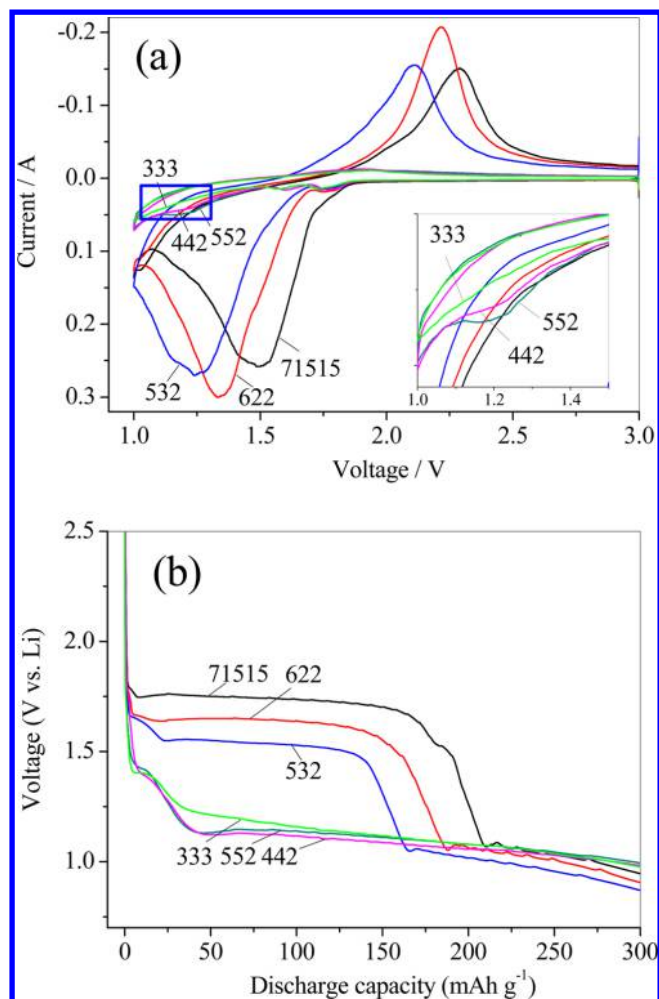 (a)
-0.2
-0.1
0.0
0.1
0.2
0.3
Current / A
333
552
442
71515
622
532
333
552
442
1.0 1.2 1.4
1.0 1.5 2.0 2.5 3.0
Voltage / V
(b)
2.5
2.0
1.5
1.0
Voltage (V vs. Li)
71515
622
532
333 552 442
0 50 100 150 200 250 300
Discharge capacity (mAh g⁻¹)